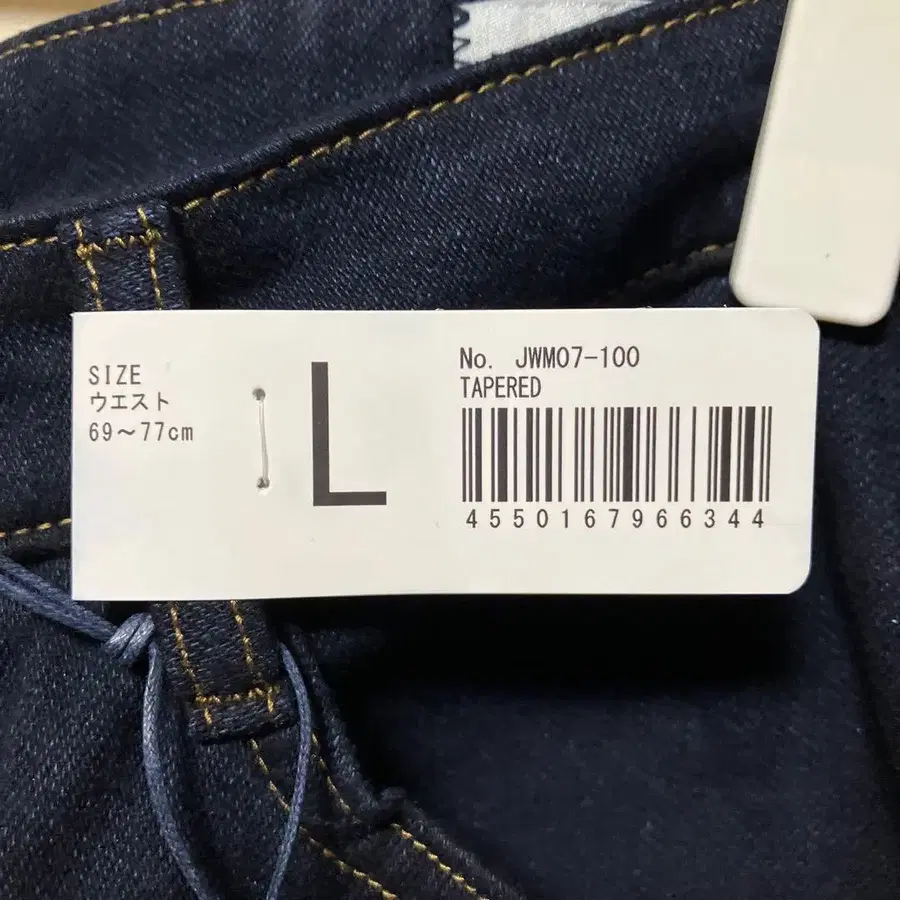 SIZE
ウエスト
69～77cm
L
No. JWM07-100
TAPERED
4550167966344